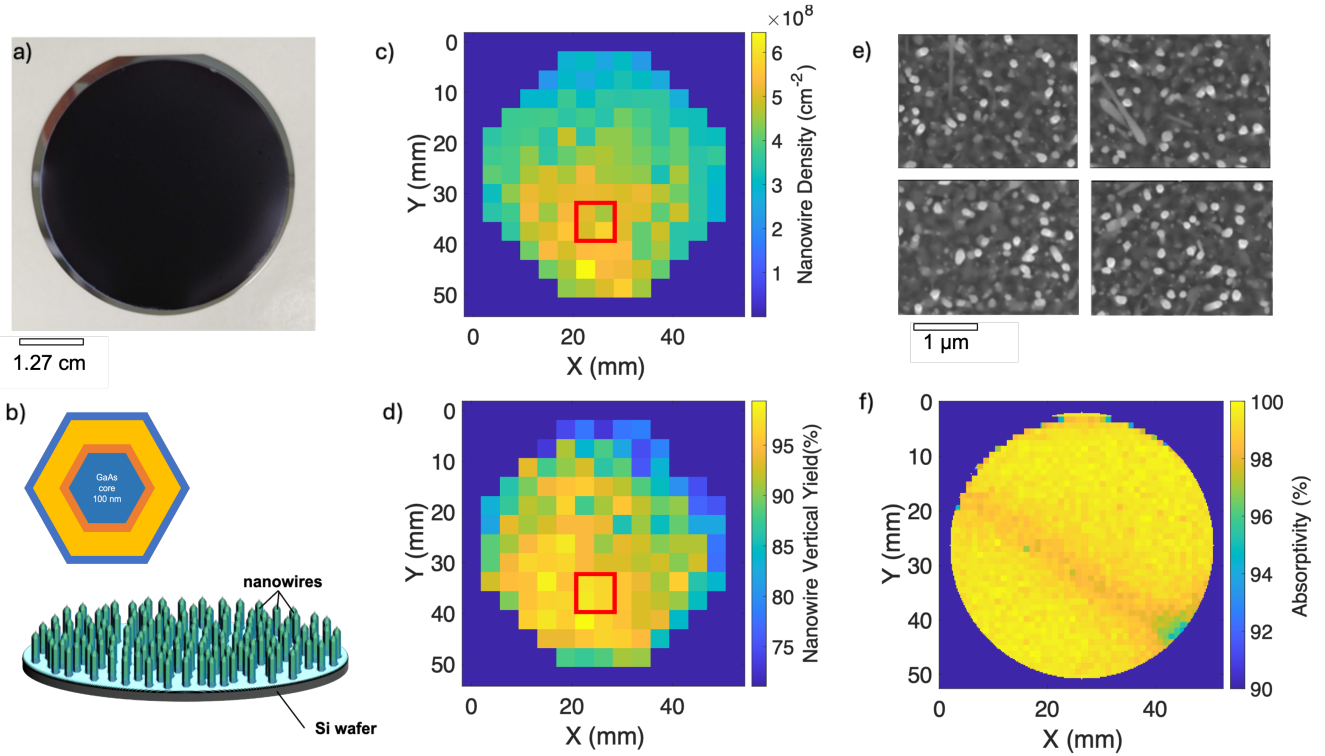 a)
1.27 cm
b)
GaAs
core
100 nm
nanowires
Si wafer
c)
×10⁸
0
10
20
30
40
50
Y (mm)
0
20
40
X (mm)
6
5
4
3
2
1
Nanowire Density (cm⁻²)
d)
0
10
20
30
40
50
Y (mm)
0
20
40
X (mm)
95
90
85
80
75
Nanowire Vertical Yield(%)
e)
1 µm
f)
0
10
20
30
40
50
Y (mm)
0
20
40
X (mm)
100
98
96
94
92
90
Absorptivity (%)